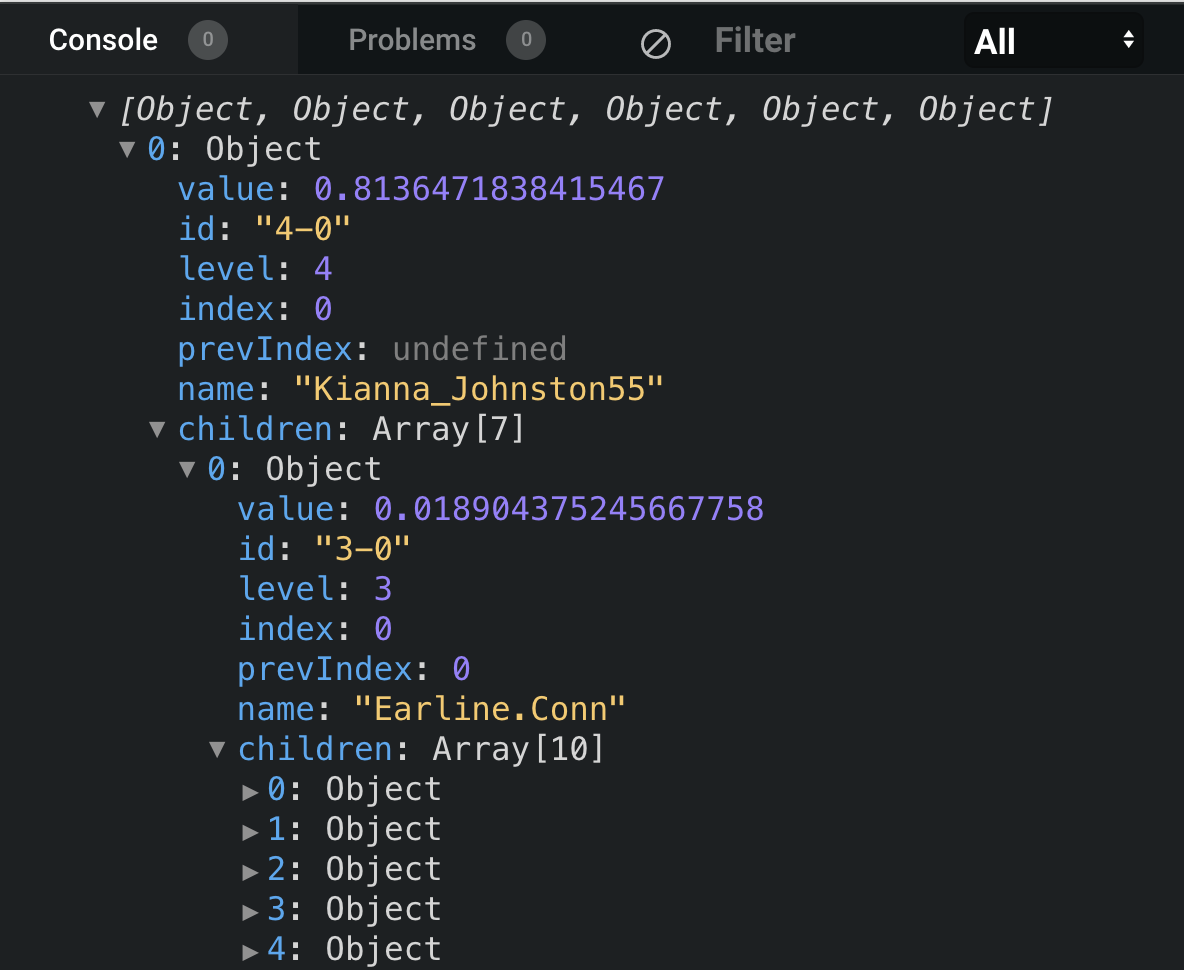 Console 0 Problems 0 Filter All
[Object, Object, Object, Object, Object, Object]
0: Object
value: 0.8136471838415467
id: "4-0"
level: 4
index: 0
prevIndex: undefined
name: "Kianna_Johnston55"
children: Array[7]
0: Object
value: 0.018904375245667758
id: "3-0"
level: 3
index: 0
prevIndex: 0
name: "Earline.Conn"
children: Array[10]
0: Object
1: Object
2: Object
3: Object
4: Object